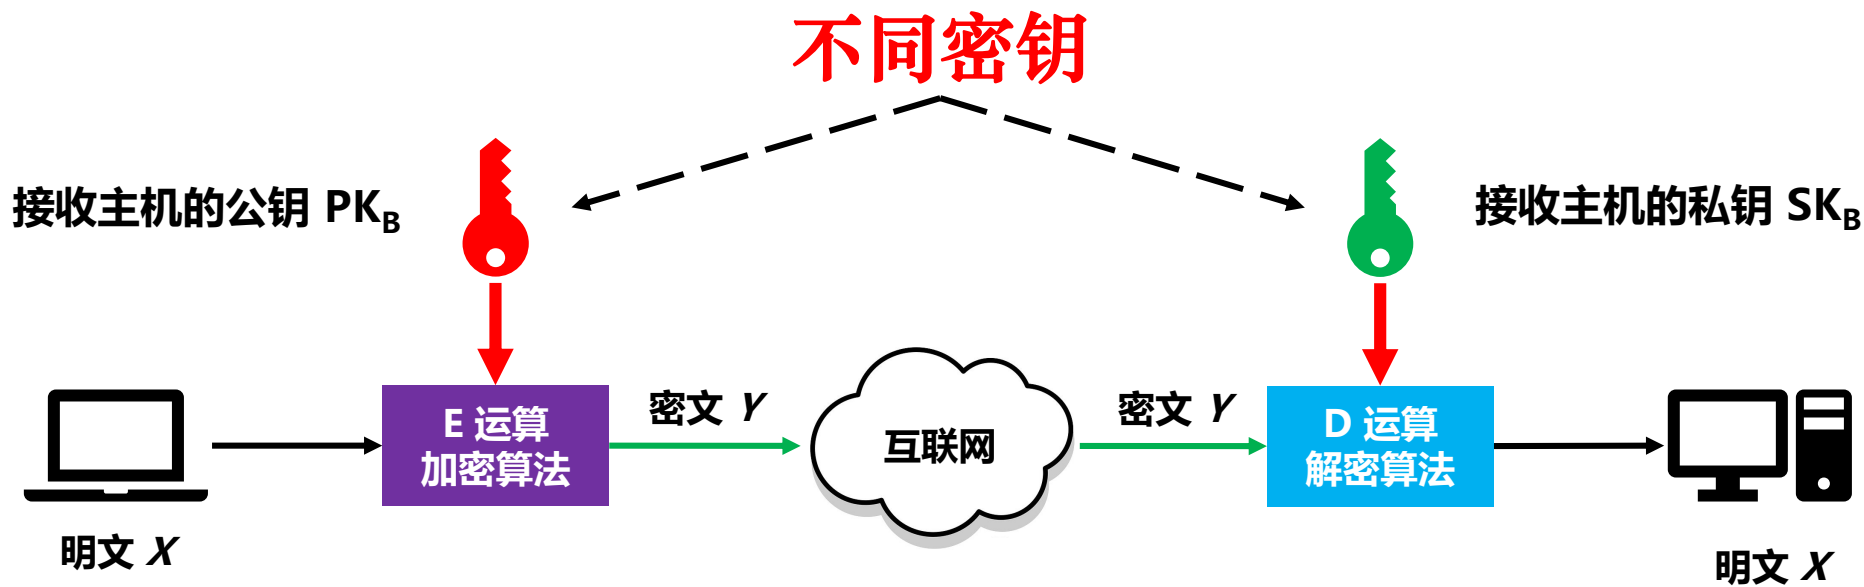 不同密钥
接收主机的公钥 PKB
接收主机的私钥 SKB
E 运算
加密算法
密文 Y
互联网
密文 Y
D 运算
解密算法
明文 X
明文 X